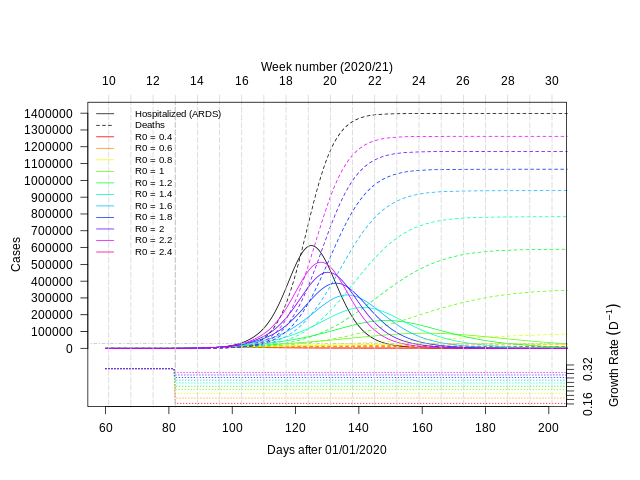 Week number (2020/21)
10 12 14 16 18 20 22 24 26 28 30
Hospitalized (ARDS)
Deaths
R0 = 0.4
R0 = 0.6
R0 = 0.8
R0 = 1
R0 = 1.2
R0 = 1.4
R0 = 1.6
R0 = 1.8
R0 = 2
R0 = 2.2
R0 = 2.4
1400000
1300000
1200000
1100000
1000000
900000
800000
700000
600000
500000
400000
300000
200000
100000
0
Cases
0.32
0.16
Growth Rate (D⁻¹)
60 80 100 120 140 160 180 200
Days after 01/01/2020